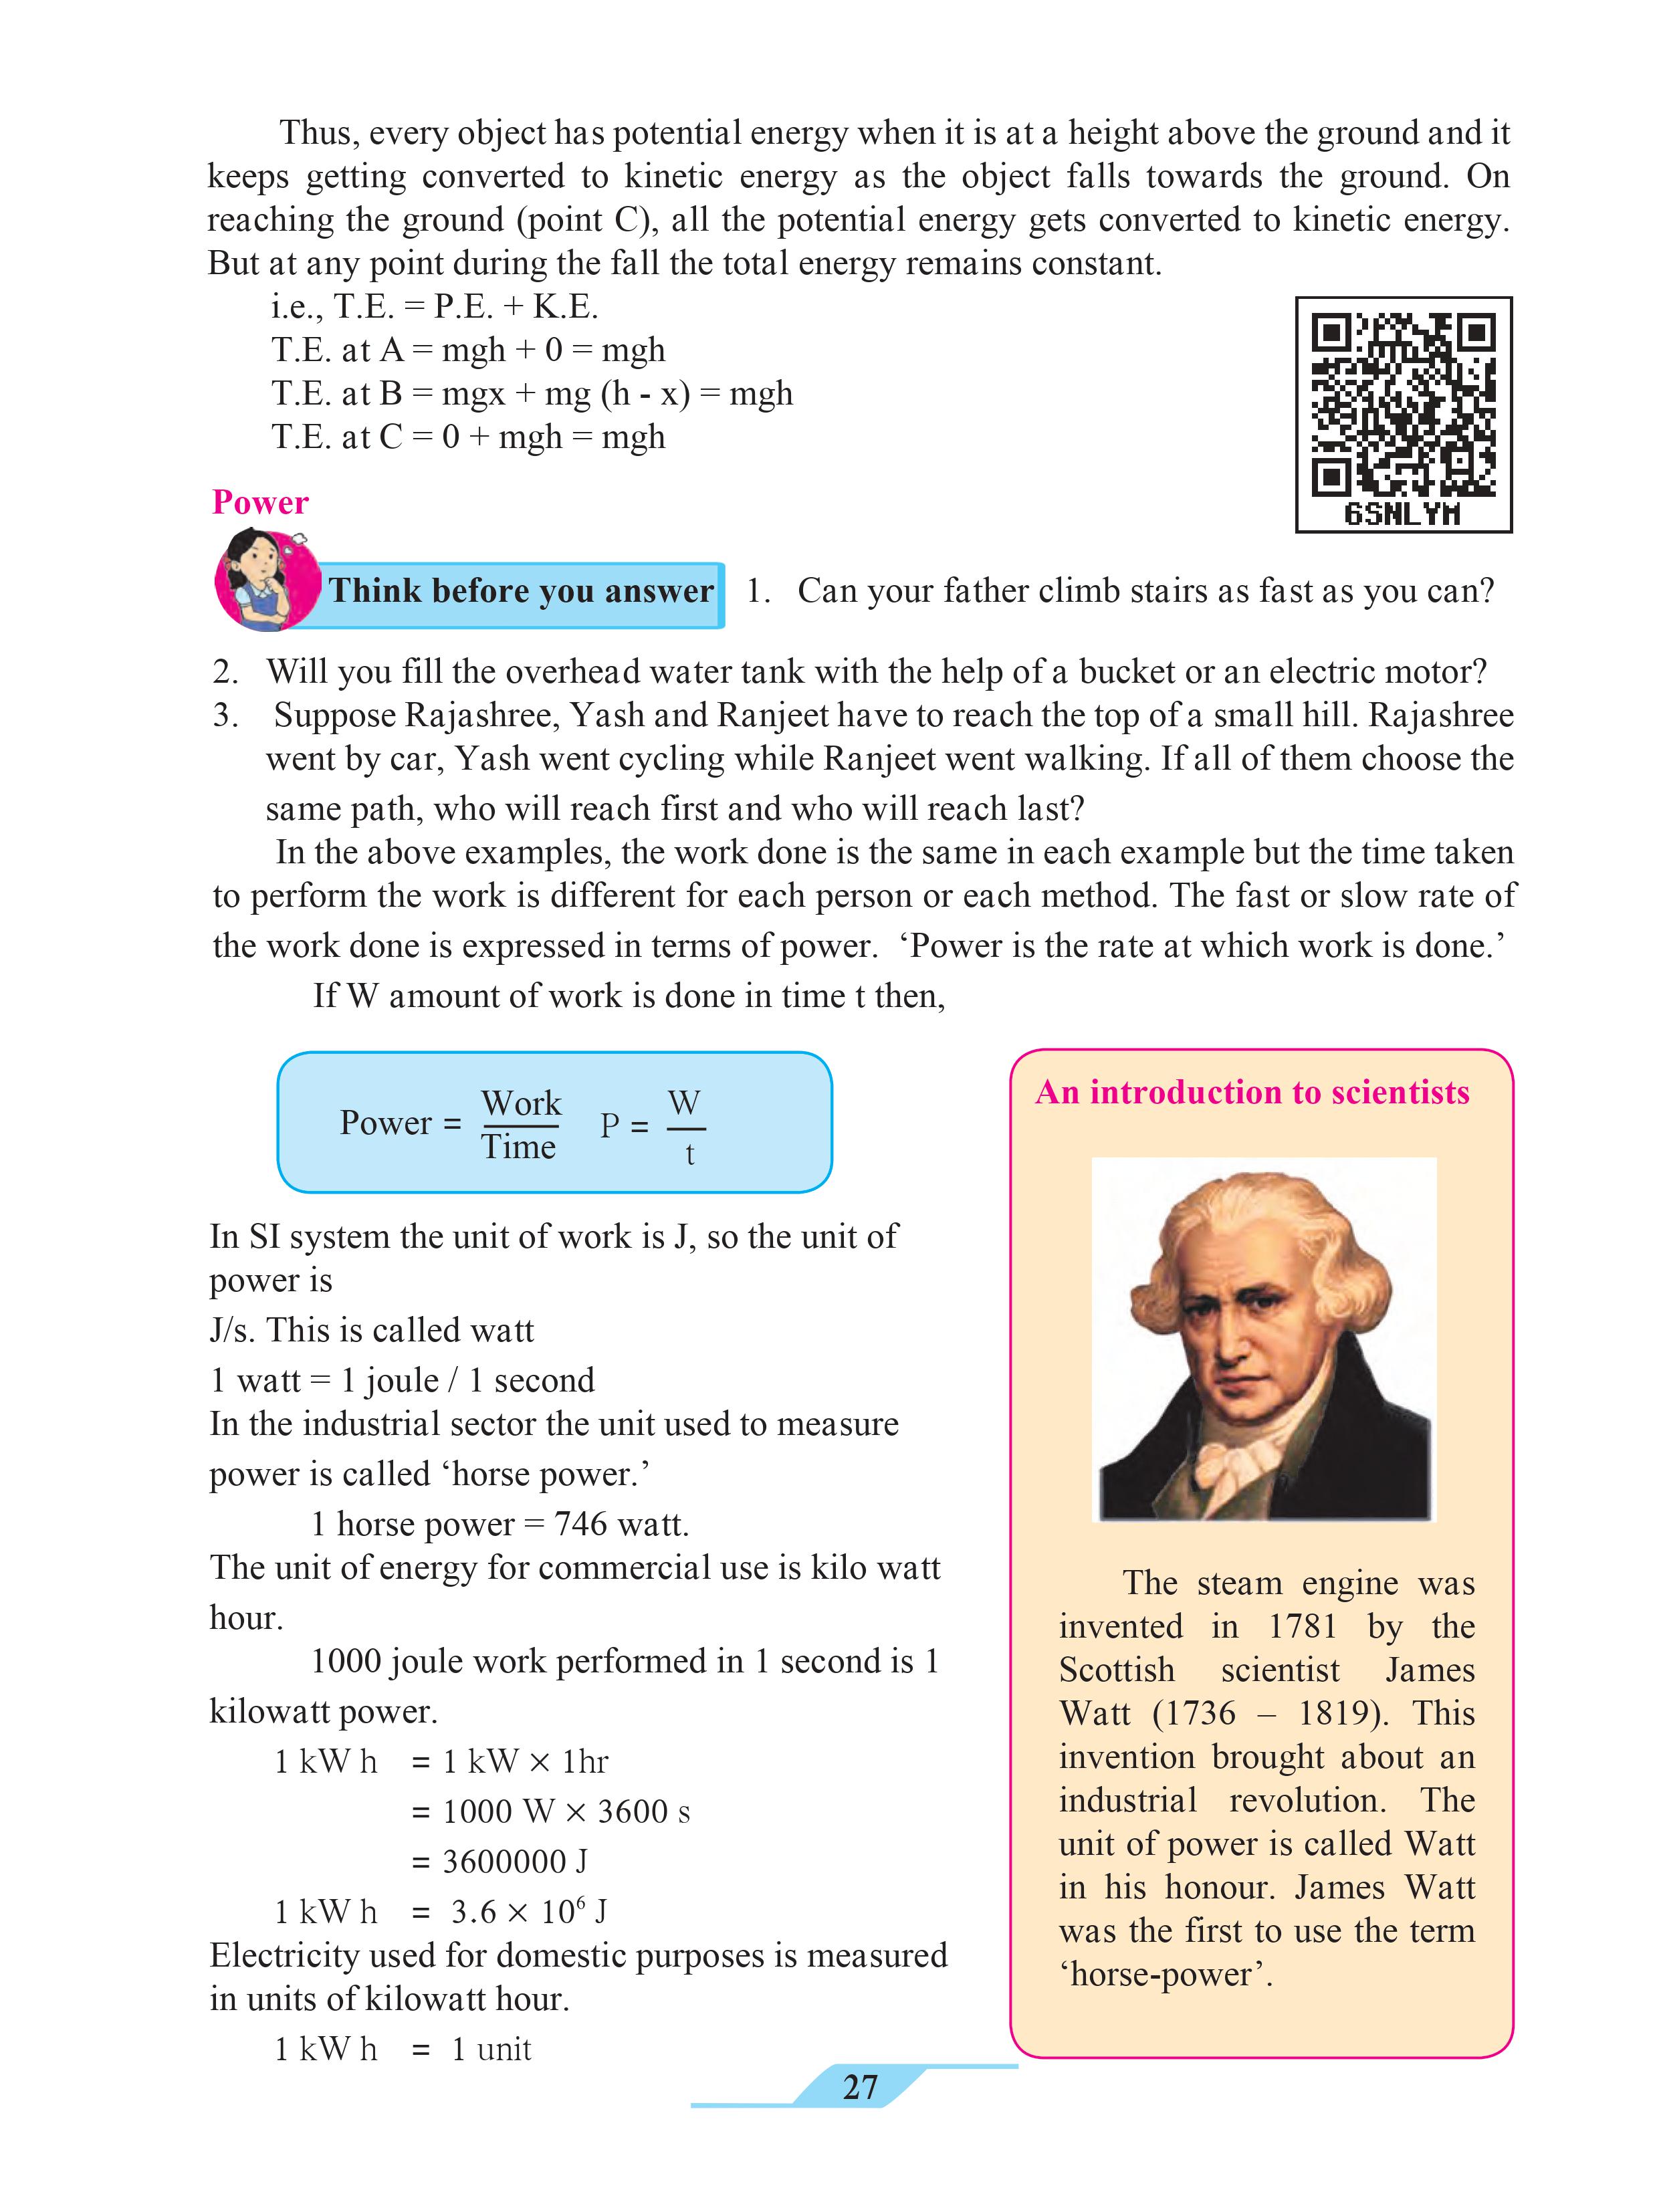 Thus, every object has potential energy when it is at a height above the ground and it
keeps getting converted to kinetic energy as the object falls towards the ground. On
reaching the ground (point C), all the potential energy gets converted to kinetic energy.
But at any point during the fall the total energy remains constant.
i.e., T.E. = P.E. + K.E.
T.E. at A = mgh + 0 = mgh
T.E. at B = mgx + mg (h - x) = mgh
T.E. at C = 0 + mgh = mgh
6SNLYM
Power
Think before you answer 1. Can your father climb stairs as fast as you can?
2. Will you fill the overhead water tank with the help of a bucket or an electric motor?
3. Suppose Rajashree, Yash and Ranjeet have to reach the top of a small hill. Rajashree
went by car, Yash went cycling while Ranjeet went walking. If all of them choose the
same path, who will reach first and who will reach last?
In the above examples, the work done is the same in each example but the time taken
to perform the work is different for each person or each method. The fast or slow rate of
the work done is expressed in terms of power. ‘Power is the rate at which work is done.’
If W amount of work is done in time t then,
Power = Work / Time P = W / t
In SI system the unit of work is J, so the unit of
power is
J/s. This is called watt
1 watt = 1 joule / 1 second
In the industrial sector the unit used to measure
power is called ‘horse power.’
1 horse power = 746 watt.
The unit of energy for commercial use is kilo watt
hour.
1000 joule work performed in 1 second is 1
kilowatt power.
1 kW h = 1 kW × 1hr
= 1000 W × 3600 s
= 3600000 J
1 kW h = 3.6 × 10⁶ J
Electricity used for domestic purposes is measured
in units of kilowatt hour.
1 kW h = 1 unit
An introduction to scientists
The steam engine was
invented in 1781 by the
Scottish scientist James
Watt (1736 – 1819). This
invention brought about an
industrial revolution. The
unit of power is called Watt
in his honour. James Watt
was the first to use the term
‘horse-power’.
27